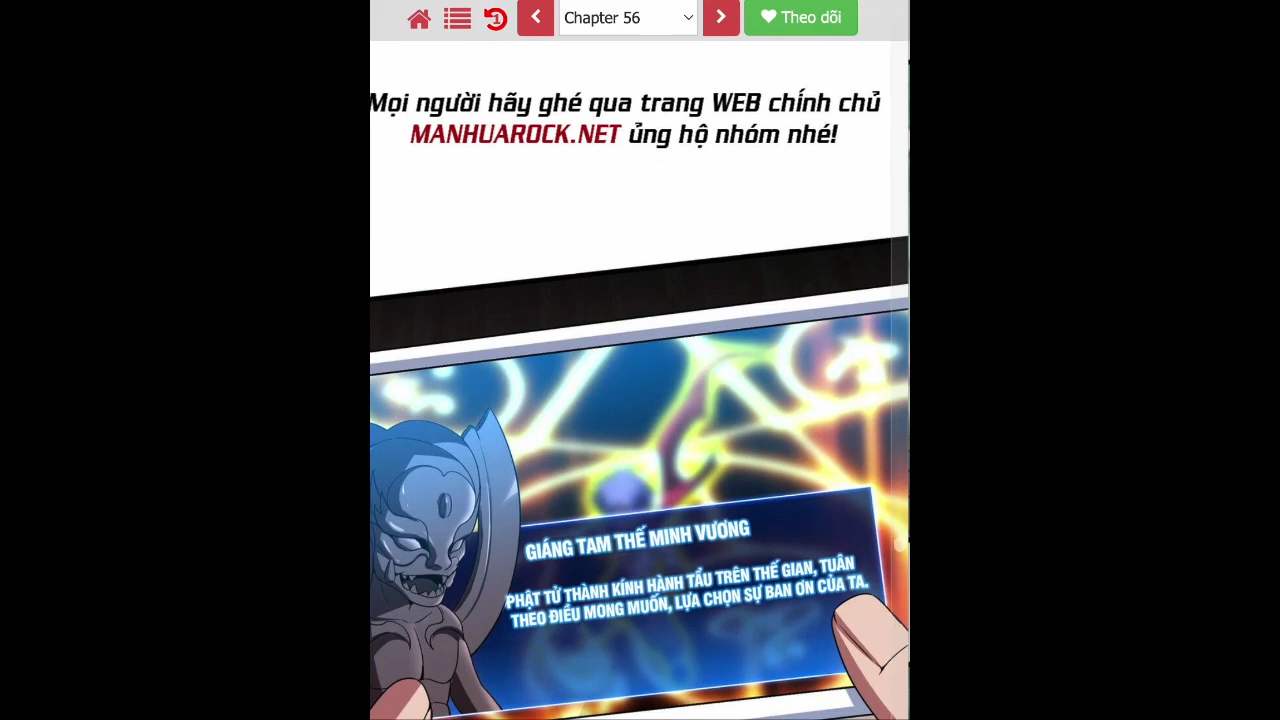 Chapter 56
Theo dõi
Mọi người hãy ghé qua trang WEB chính chủ
MANHUAROCK.NET ủng hộ nhóm nhé!
GIÁNG TAM THẾ MINH VƯƠNG
PHẬT TỬ THÀNH KÍNH HÀNH TẨU TRÊN THẾ GIAN, TUÂN
THEO ĐIỀU MONG MUỐN, LỰA CHỌN SỰ BAN ƠN CỦA TA.